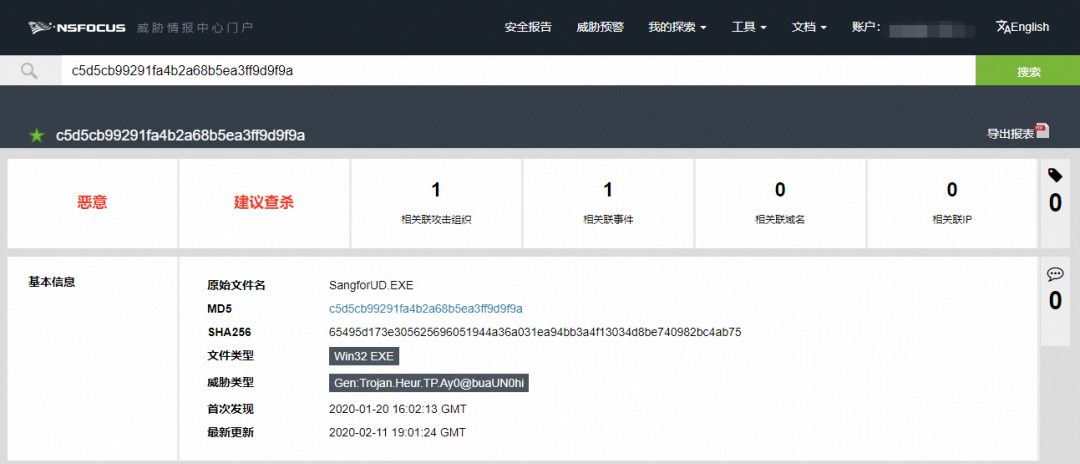 NSFOCUS 威胁情报中心门户 安全报告 威胁预警 我的探索 工具 文档 账户： English
c5d5cb99291fa4b2a68b5ea3ff9d9f9a 搜索
c5d5cb99291fa4b2a68b5ea3ff9d9f9a 导出报表 PDF
恶意 建议查杀 1 1 0 0 0
相关联攻击组织 相关联事件 相关联域名 相关联IP
基本信息
原始文件名 SangforUD.EXE
0
MD5 c5d5cb99291fa4b2a68b5ea3ff9d9f9a
SHA256 65495d173e305625696051944a36a031ea94bb3a4f13034d8be740982bc4ab75
文件类型 Win32 EXE
威胁类型 Gen:Trojan.Heur.TP.Ay0@buaUN0hi
首次发现 2020-01-20 16:02:13 GMT
最新更新 2020-02-11 19:01:24 GMT